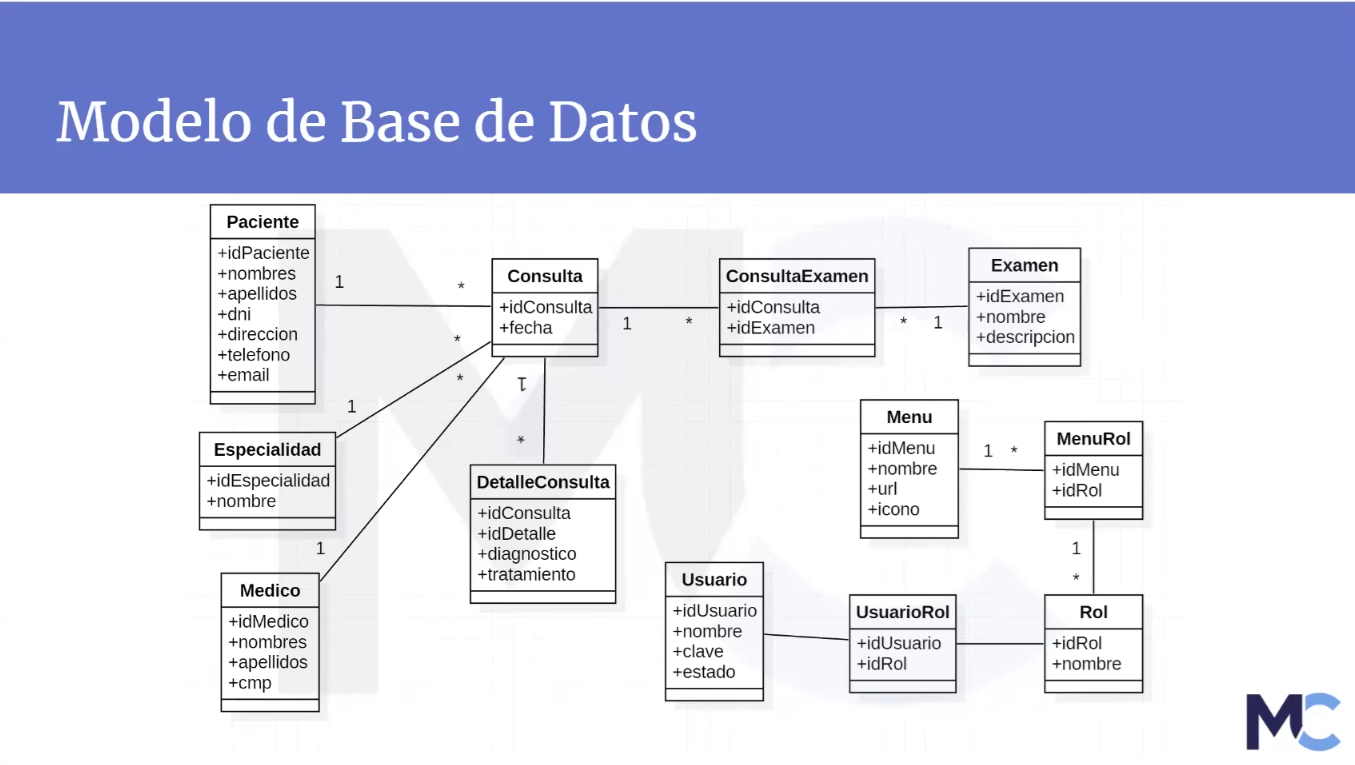 Modelo de Base de Datos
Paciente
+idPaciente
+nombres
+apellidos
+dni
+direccion
+telefono
+email
1
*
Consulta
+idConsulta
+fecha
1
*
ConsultaExamen
+idConsulta
+idExamen
*
1
Examen
+idExamen
+nombre
+descripcion
*
1
Especialidad
+idEspecialidad
+nombre
*
1
Medico
+idMedico
+nombres
+apellidos
+cmp
1
*
DetalleConsulta
+idConsulta
+idDetalle
+diagnostico
+tratamiento
Menu
+idMenu
+nombre
+url
+icono
1
*
MenuRol
+idMenu
+idRol
1
*
Usuario
+idUsuario
+nombre
+clave
+estado
UsuarioRol
+idUsuario
+idRol
Rol
+idRol
+nombre
MC